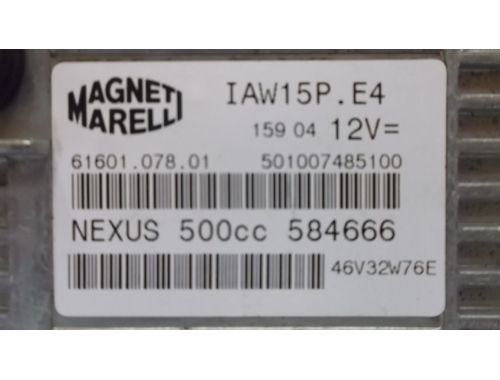 MAGNETI
MARELLI
IAW15P.E4
159 04 12V=
61601.078.01 501007485100
NEXUS 500cc 584666
46V32W76E